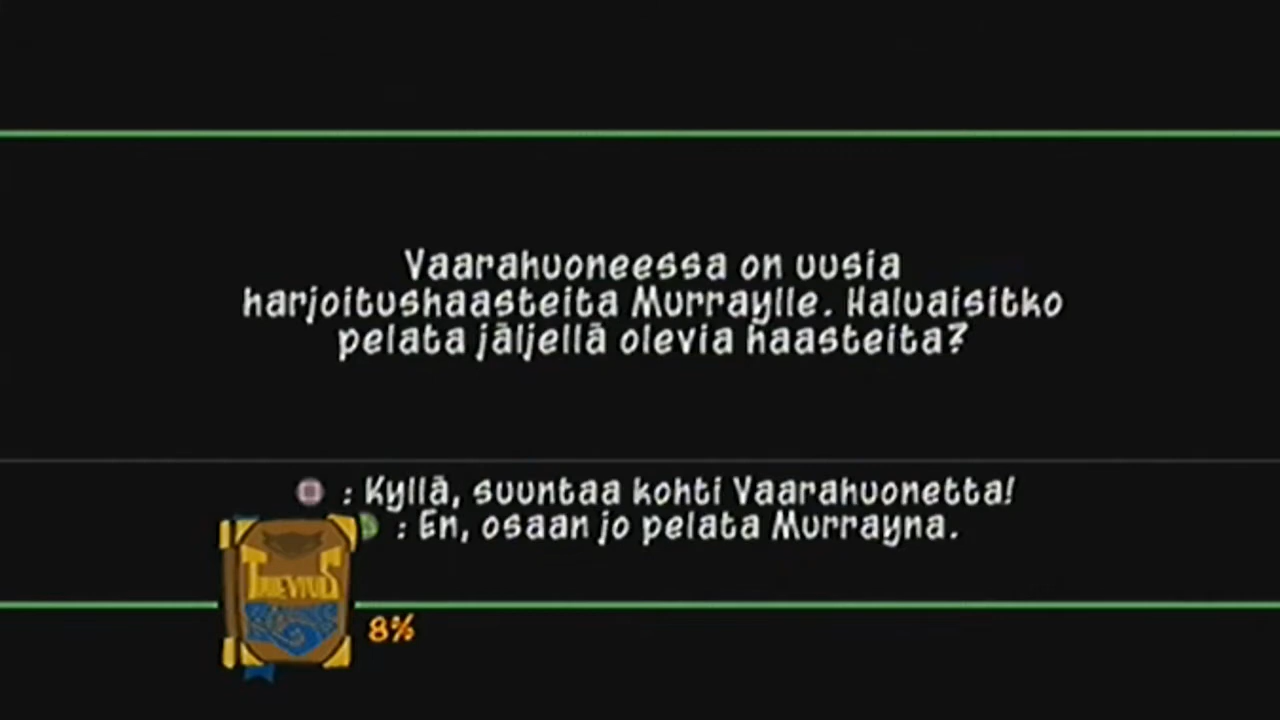 Vaarahuoneessa on uusia
harjoitushaasteita Murraylle. Haluaisitko
pelata jäljellä olevia haasteita?
: Kyllä, suuntaa kohti Vaarahuonetta!
: En, osaan jo pelata Murrayna.
THIEVIUS
8%